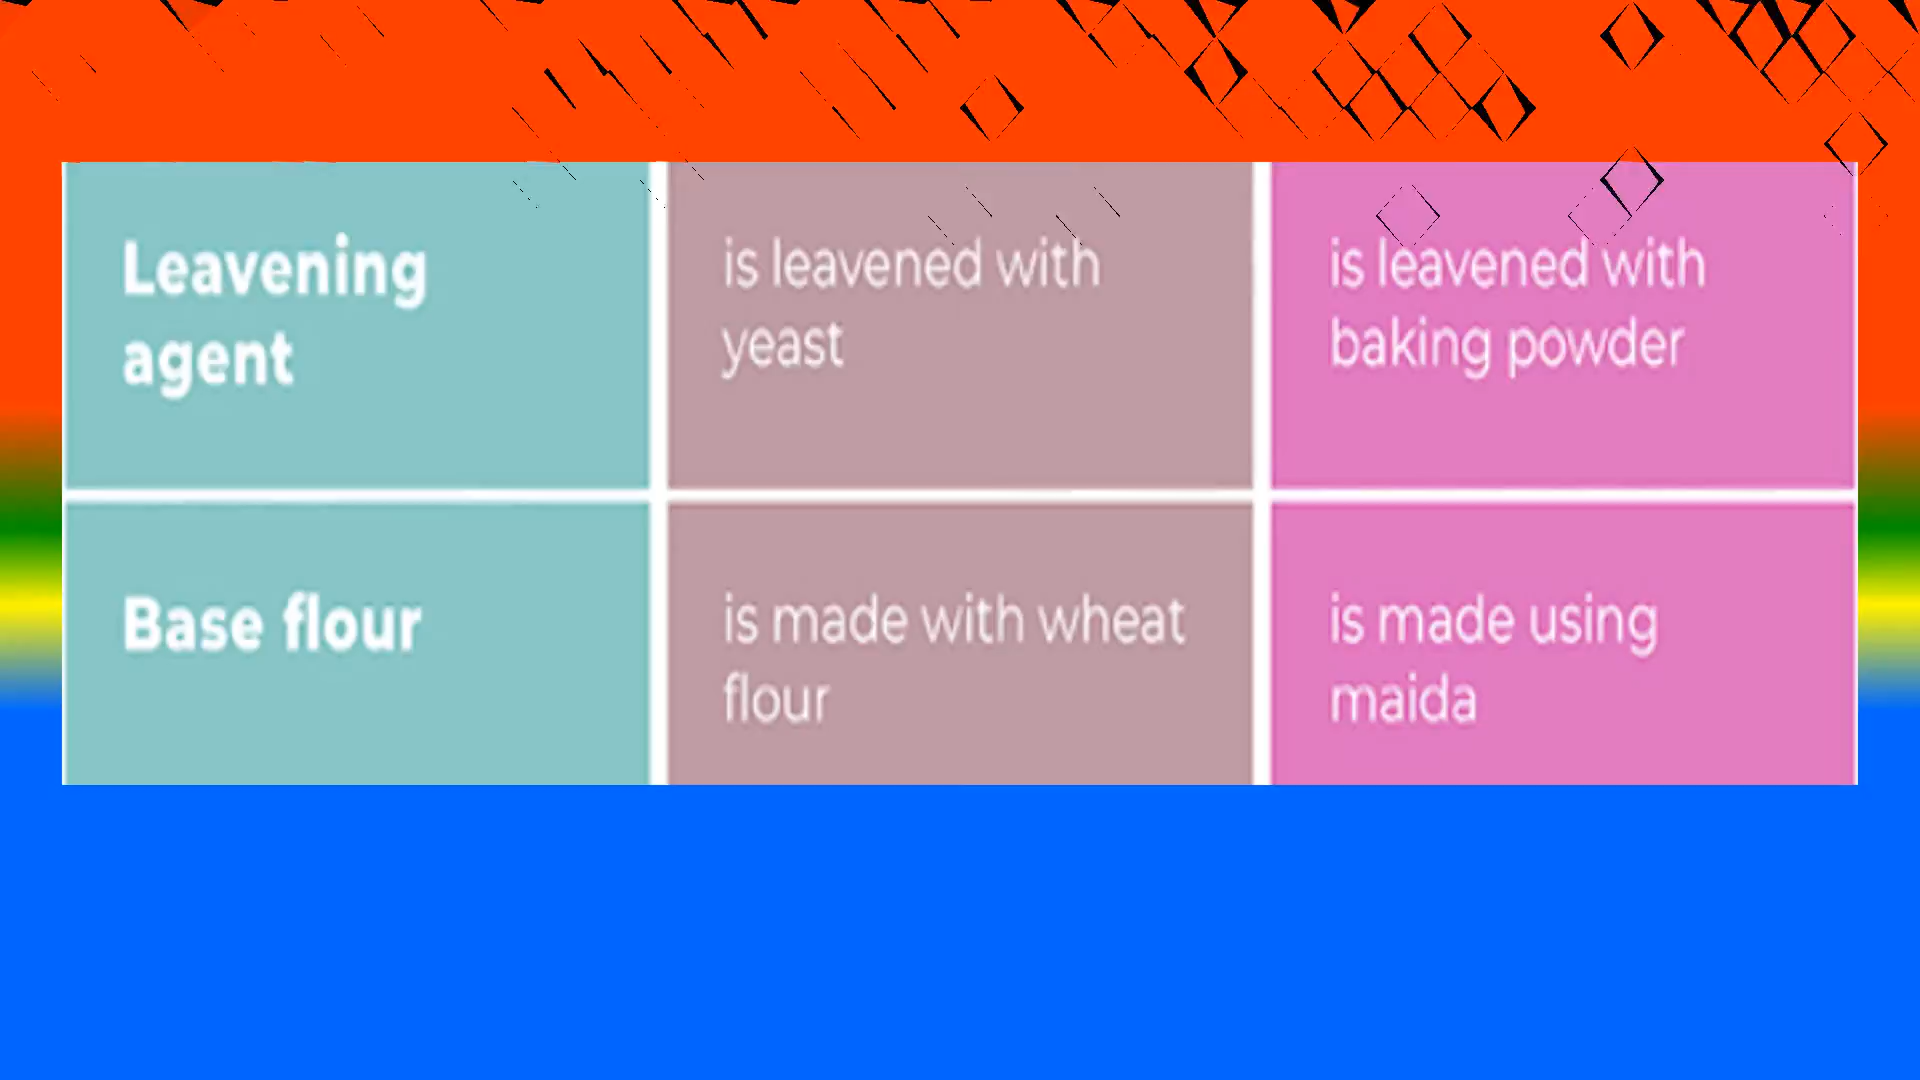 Leavening
agent
is leavened with
yeast
is leavened with
baking powder
Base flour
is made with wheat
flour
is made using
maida